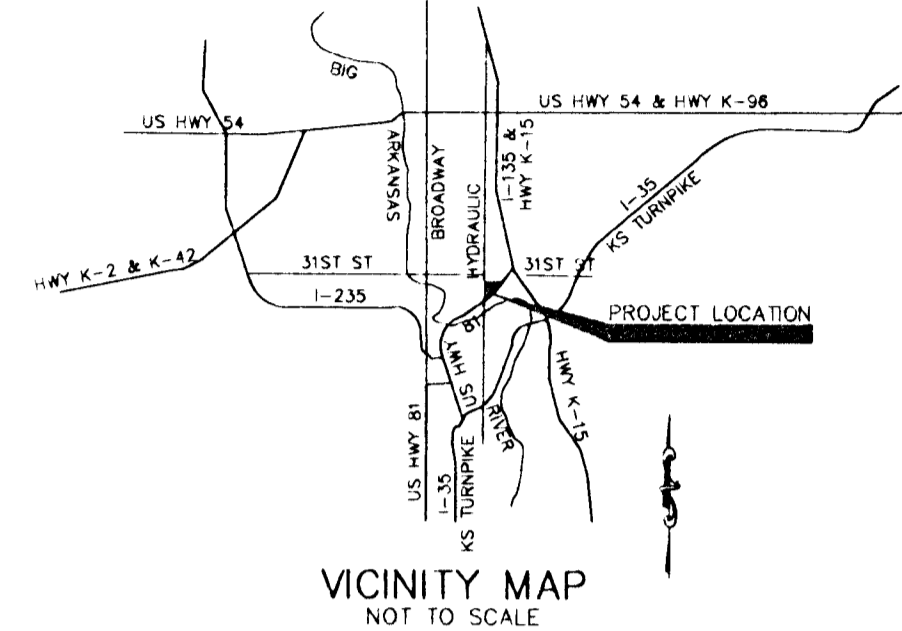 BIG
US HWY 54 & HWY K-96
US HWY 54
ARKANSAS
BROADWAY
I-135 &
HWY K-15
HYDRAULIC
I-35
KS TURNPIKE
HWY K-2 & K-42
31ST ST
31ST ST
I-235
PROJECT LOCATION
US HWY 81
HWY K-15
RIVER
US HWY 81
I-35
KS TURNPIKE
VICINITY MAP
NOT TO SCALE